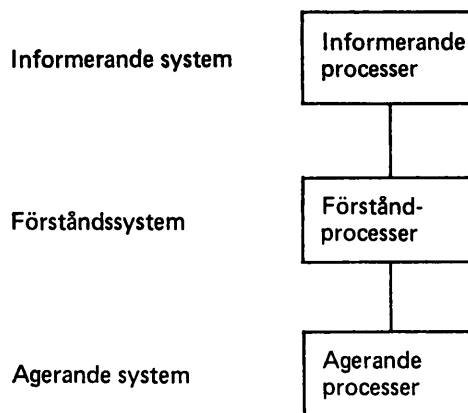 Informerande system
Informerande
processer
Förståndssystem
Förstånd-
processer
Agerande system
Agerande
processer